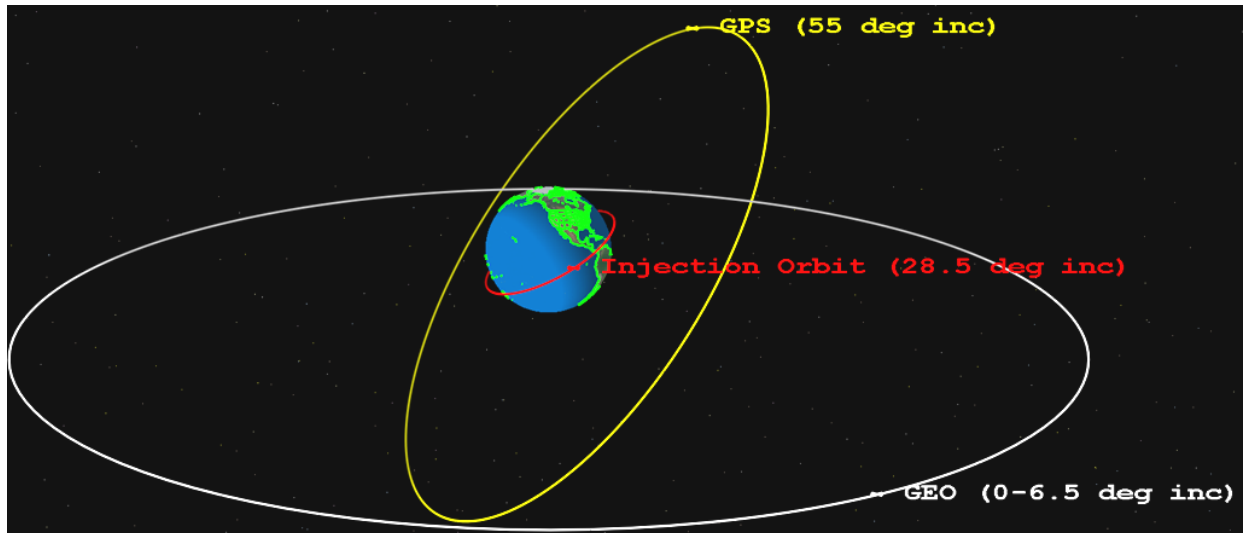 GPS (55 deg inc)
Injection Orbit (28.5 deg inc)
GEO (0-6.5 deg inc)